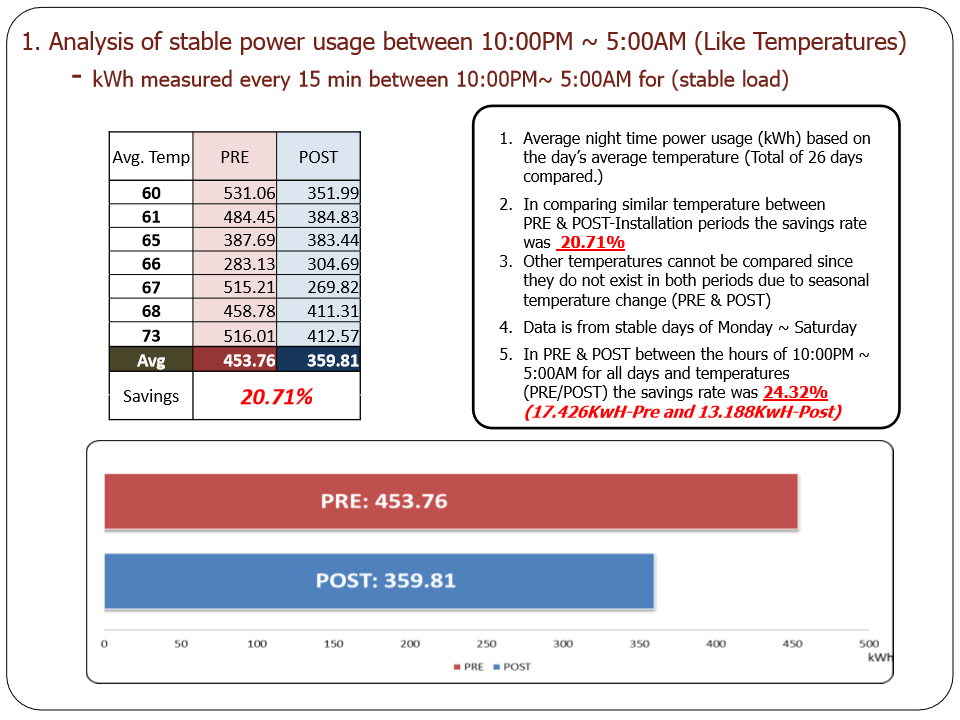 1. Analysis of stable power usage between 10:00PM ~ 5:00AM (Like Temperatures)
- kWh measured every 15 min between 10:00PM~ 5:00AM for (stable load)
Avg. Temp PRE POST
60 531.06 351.99
61 484.45 384.83
65 387.69 383.44
66 283.13 304.69
67 515.21 269.82
68 458.78 411.31
73 516.01 412.57
Avg 453.76 359.81
Savings 20.71%
1. Average night time power usage (kWh) based on
the day's average temperature (Total of 26 days
compared.)
2. In comparing similar temperature between
PRE & POST-Installation periods the savings rate
was 20.71%
3. Other temperatures cannot be compared since
they do not exist in both periods due to seasonal
temperature change (PRE & POST)
4. Data is from stable days of Monday ~ Saturday
5. In PRE & POST between the hours of 10:00PM ~
5:00AM for all days and temperatures
(PRE/POST) the savings rate was 24.32%
(17.426KwH-Pre and 13.188KwH-Post)
PRE: 453.76
POST: 359.81
0 50 100 150 200 250 300 350 400 450 500
kWh
PRE POST